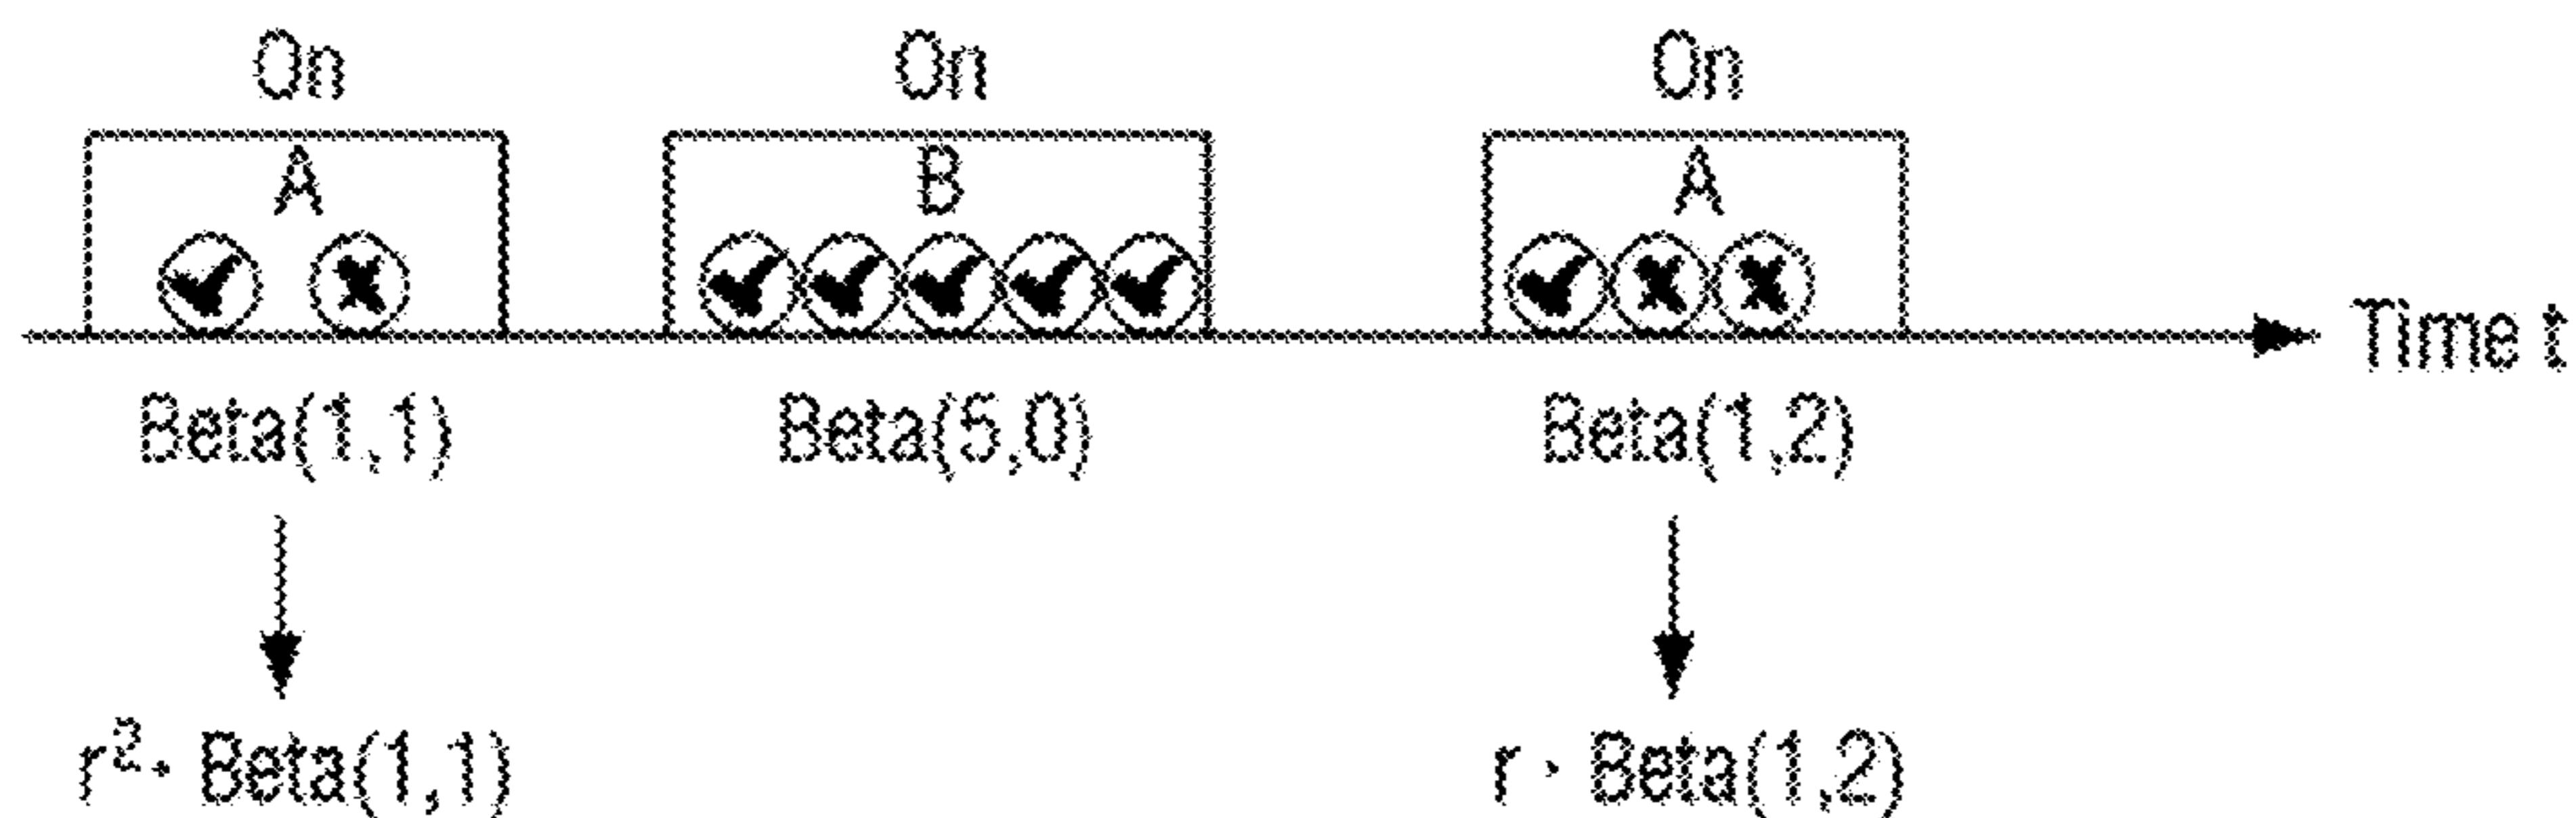 On On On
A B A
Time t
Beta(1,1) Beta(5,0) Beta(1,2)
r²· Beta(1,1) r · Beta(1,2)